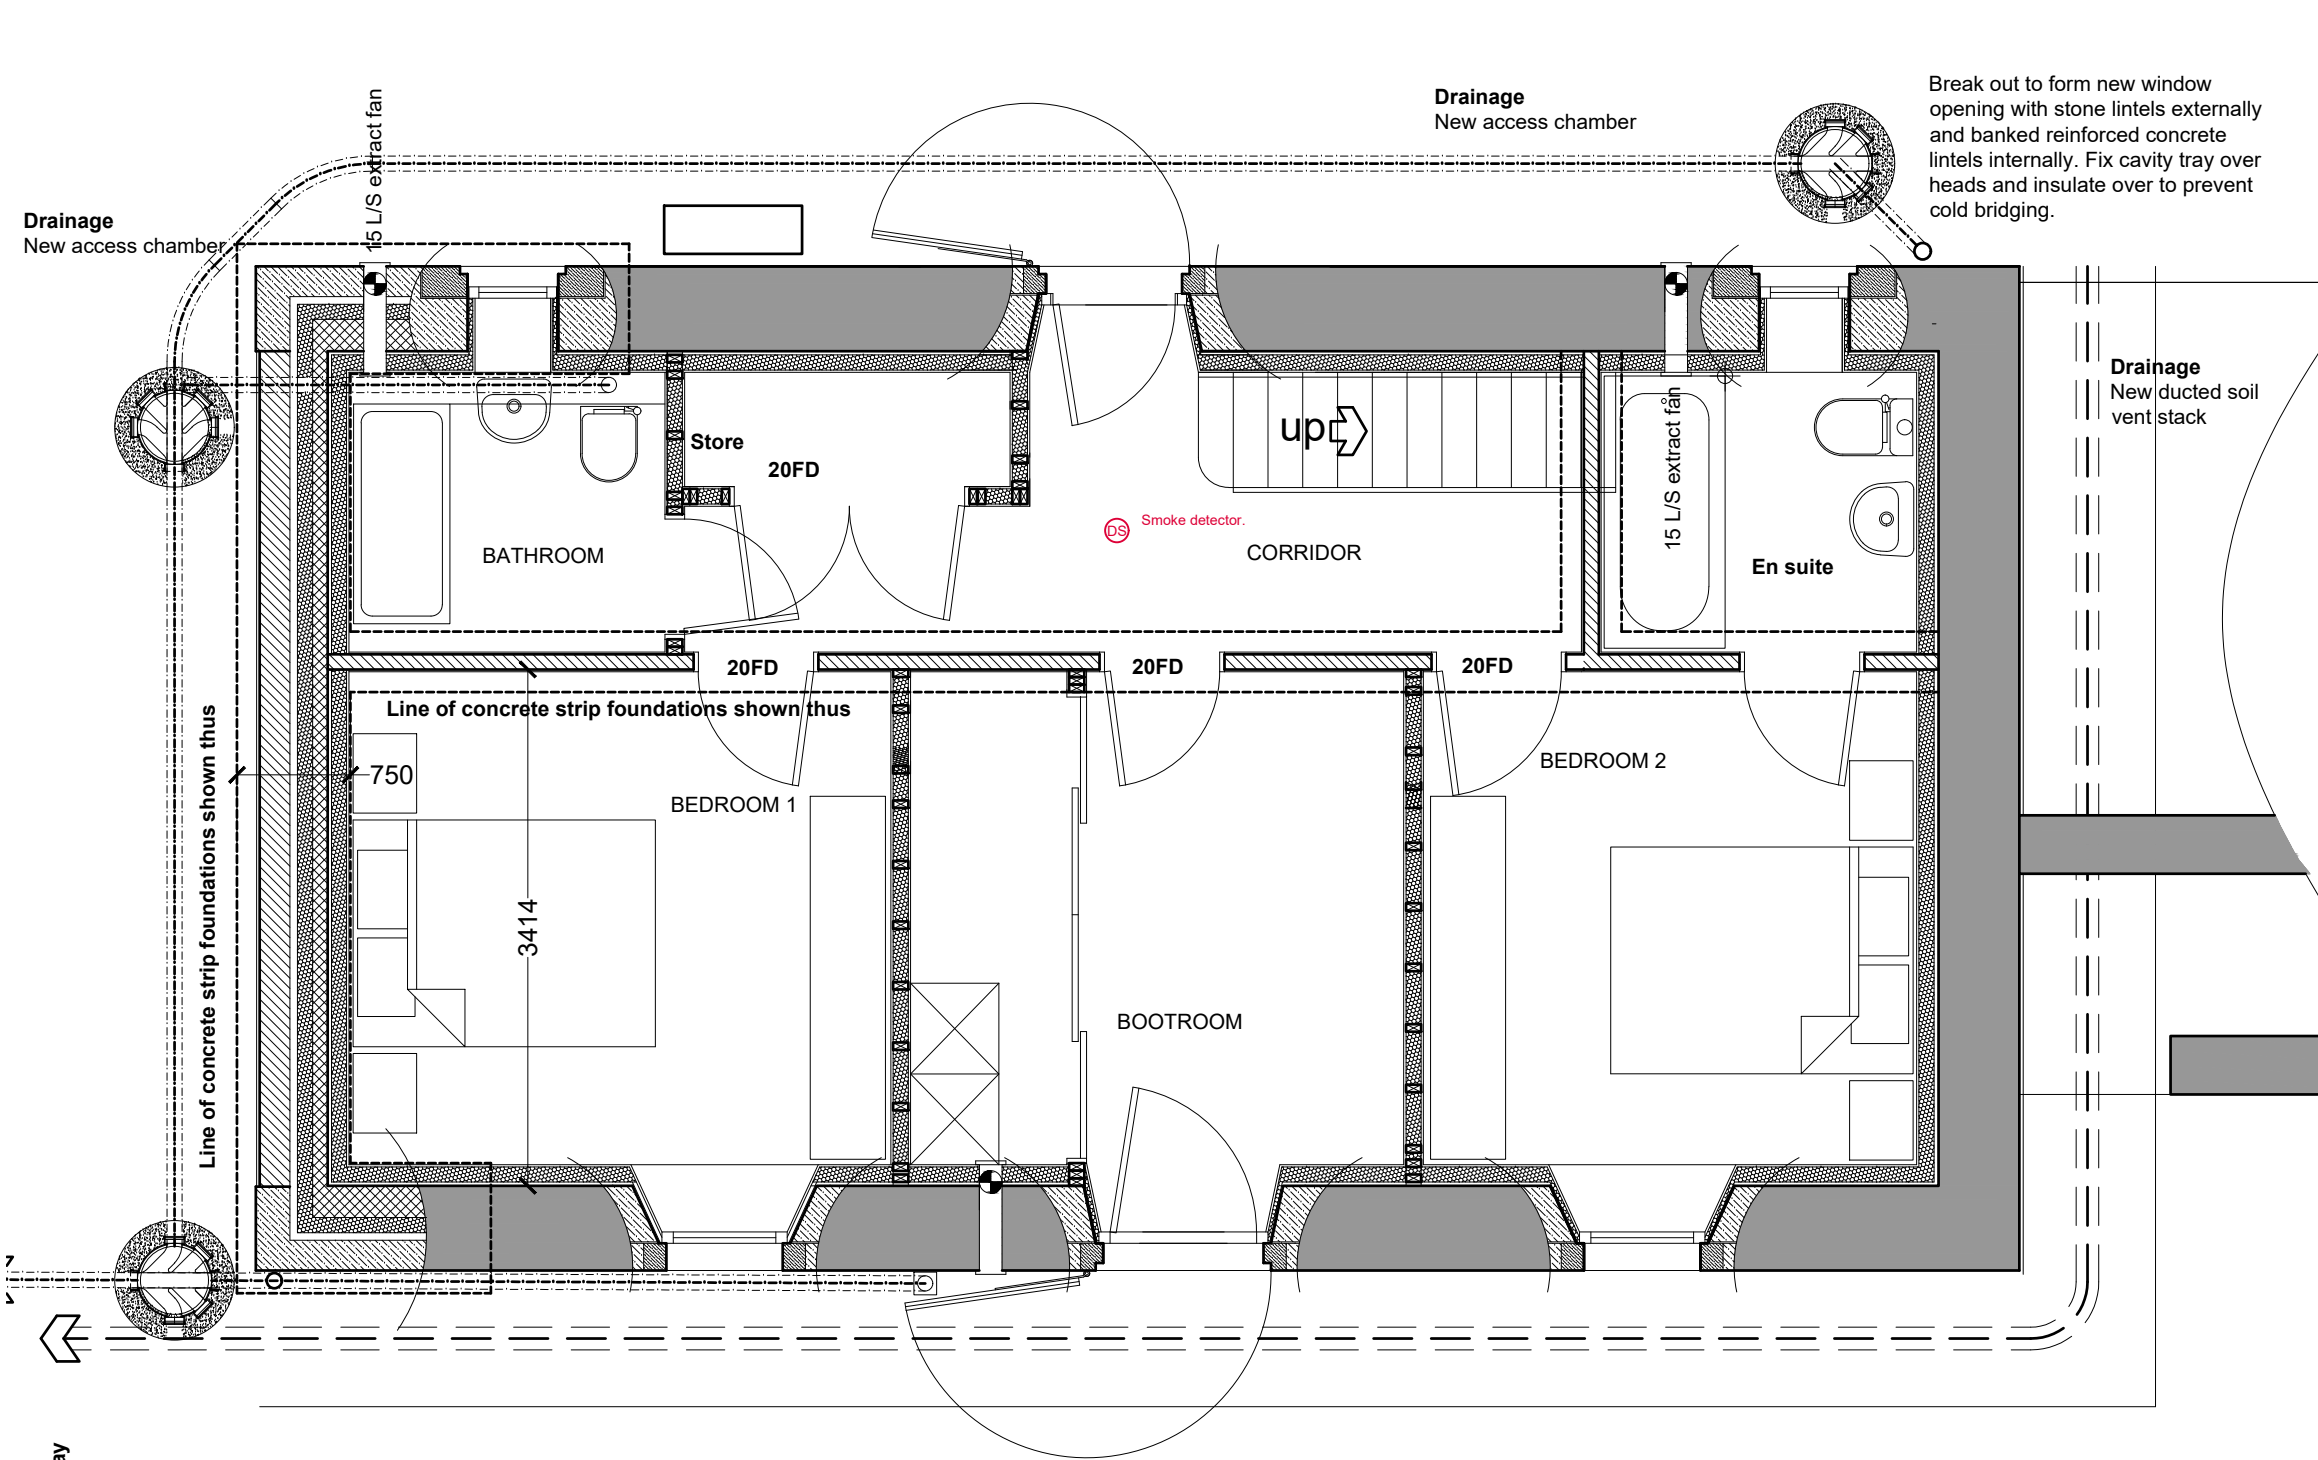 Break out to form new window
opening with stone lintels externally
and banked reinforced concrete
lintels internally. Fix cavity tray over
heads and insulate over to prevent
cold bridging.
Drainage
New access chamber
15 L/S extract fan
Drainage
New access chamber
Drainage
New ducted soil
vent stack
up
Store
20FD
Smoke detector.
DS
15 L/S extract fan
BATHROOM
CORRIDOR
En suite
20FD
20FD
20FD
Line of concrete strip foundations shown thus
Line of concrete strip foundations shown thus
750
BEDROOM 1
BEDROOM 2
3414
BOOTROOM